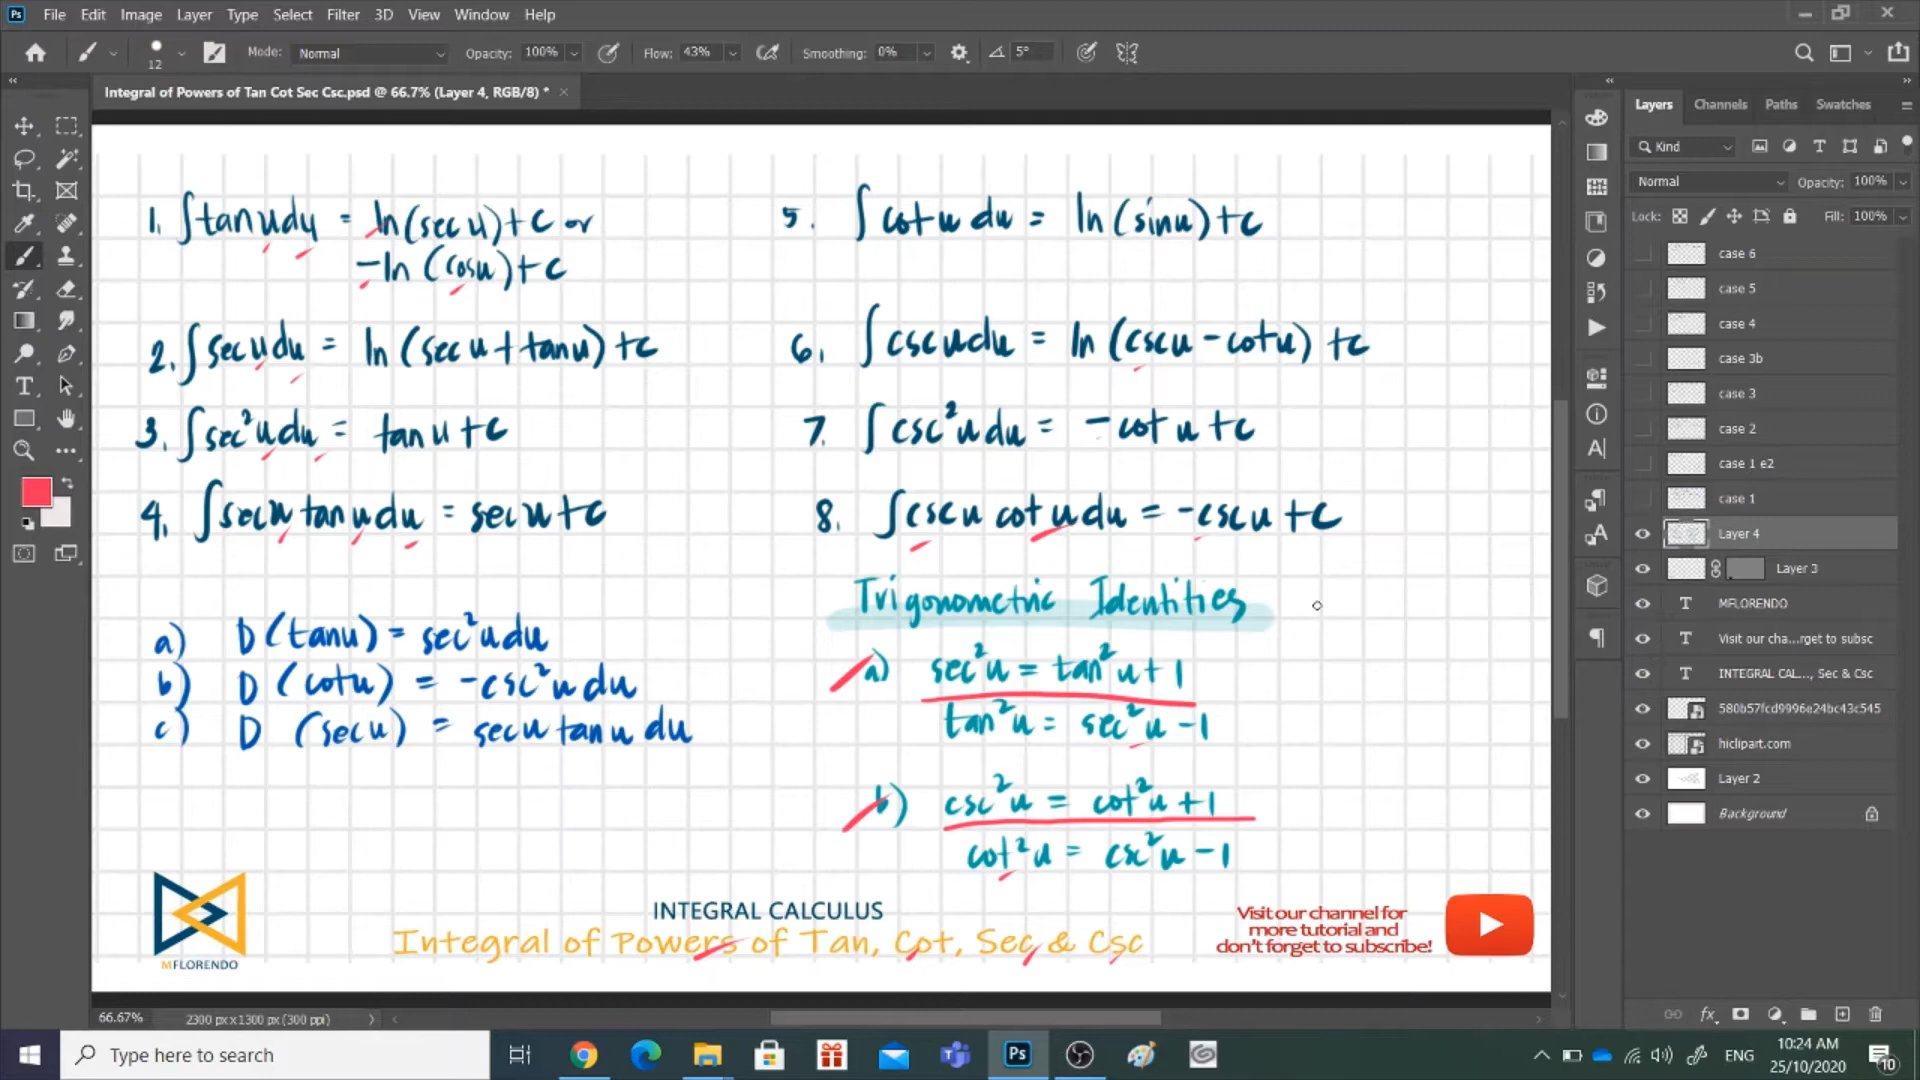 Ps File Edit Image Layer Type Select Filter 3D View Window Help
12 Mode: Normal Opacity: 100% Flow: 43% Smoothing: 0% 5°
Integral of Powers of Tan Cot Sec Csc.psd @ 66.7% (Layer 4, RGB/8) *
1. ∫tan u du = ln(sec u)+c or
-ln (cos u)+c
2. ∫sec u du = ln (sec u + tan u)+c
3. ∫sec²u du = tan u+c
4. ∫sec u tan u du = sec u+c
a) D(tan u) = sec²u du
b) D (cot u) = -csc²u du
c) D (sec u) = sec u tan u du
5. ∫cot u du = ln (sin u)+c
6. ∫csc u du = ln (csc u - cot u) +c
7. ∫csc²u du = -cot u+c
8. ∫csc u cot u du = -csc u +c
Trigonometric Identities
a) sec²u = tan²u+1
tan²u = sec²u -1
b) csc²u = cot²u +1
cot²u = csc²u -1
MFLORENDO
INTEGRAL CALCULUS
Integral of Powers of Tan, Cot, Sec & Csc
Visit our channel for
more tutorial and
don't forget to subscribe!
Layers Channels Paths Swatches
Kind
Normal Opacity: 100%
Lock: Fill: 100%
case 6
case 5
case 4
case 3b
case 3
case 2
case 1 e2
case 1
Layer 4
Layer 3
T MFLORENDO
T Visit our cha...rget to subsc
T INTEGRAL CAL..., Sec & Csc
580b57fcd9996e24bc43c545
hiclipart.com
Layer 2
Background
fx
66.67% 2300 px x 1300 px (300 ppi)
Type here to search
Ps
ENG
10:24 AM
25/10/2020
10